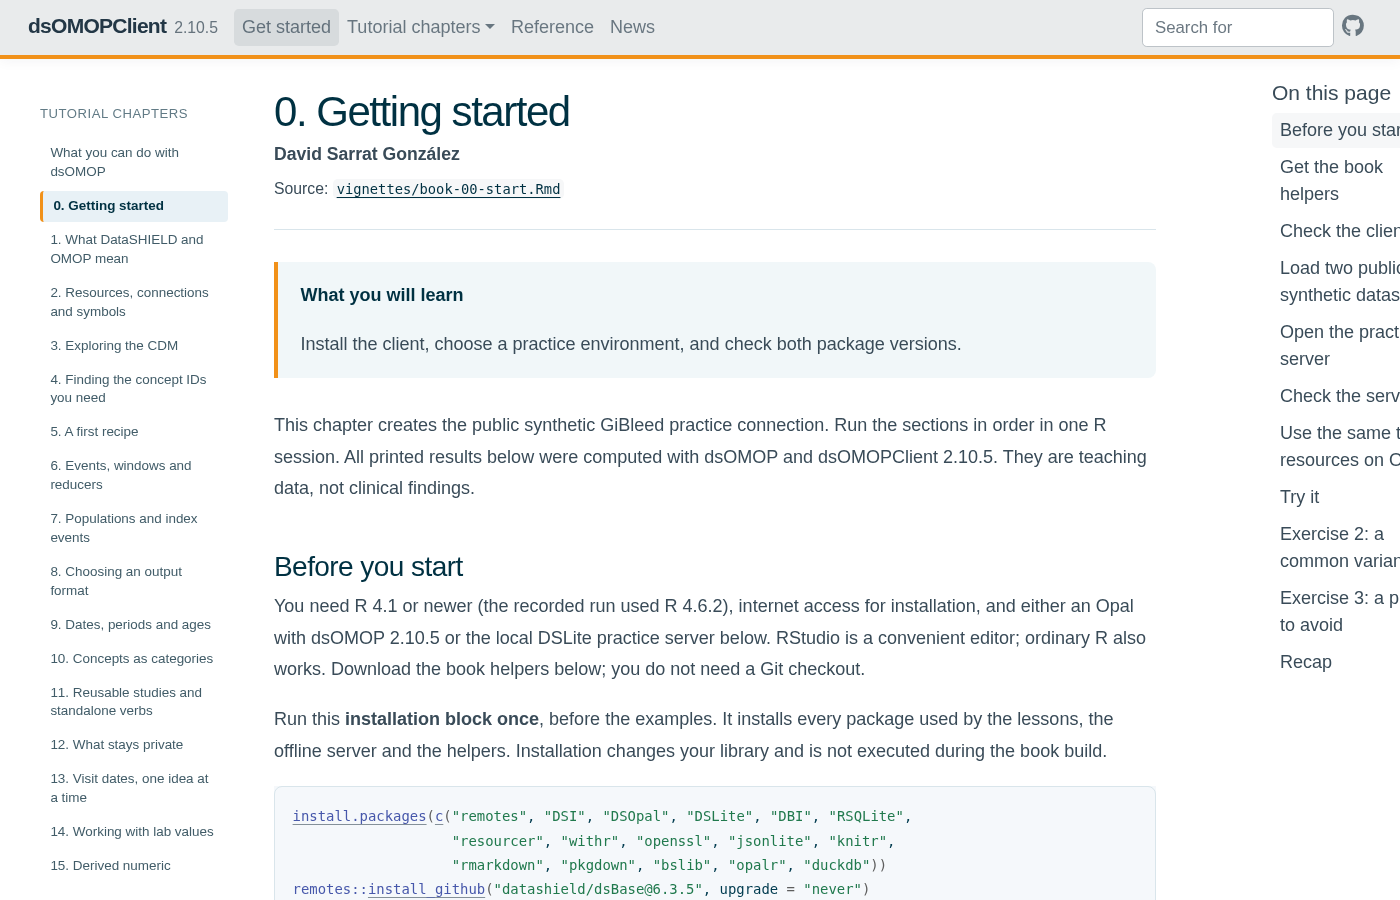 dsOMOPClient 2.10.5 Get started Tutorial chapters Reference News Search for
TUTORIAL CHAPTERS
What you can do with
dsOMOP
0. Getting started
1. What DataSHIELD and
OMOP mean
2. Resources, connections
and symbols
3. Exploring the CDM
4. Finding the concept IDs
you need
5. A first recipe
6. Events, windows and
reducers
7. Populations and index
events
8. Choosing an output
format
9. Dates, periods and ages
10. Concepts as categories
11. Reusable studies and
standalone verbs
12. What stays private
13. Visit dates, one idea at
a time
14. Working with lab values
15. Derived numeric
0. Getting started
David Sarrat González
Source: vignettes/book-00-start.Rmd
What you will learn
Install the client, choose a practice environment, and check both package versions.
This chapter creates the public synthetic GiBleed practice connection. Run the sections in order in one R
session. All printed results below were computed with dsOMOP and dsOMOPClient 2.10.5. They are teaching
data, not clinical findings.
Before you start
You need R 4.1 or newer (the recorded run used R 4.6.2), internet access for installation, and either an Opal
with dsOMOP 2.10.5 or the local DSLite practice server below. RStudio is a convenient editor; ordinary R also
works. Download the book helpers below; you do not need a Git checkout.
Run this installation block once, before the examples. It installs every package used by the lessons, the
offline server and the helpers. Installation changes your library and is not executed during the book build.
install.packages(c("remotes", "DSI", "DSOpal", "DSLite", "DBI", "RSQLite",
"resourcer", "withr", "openssl", "jsonlite", "knitr",
"rmarkdown", "pkgdown", "bslib", "opalr", "duckdb"))
remotes::install_github("datashield/dsBase@6.3.5", upgrade = "never")
On this page
Before you star
Get the book
helpers
Check the clien
Load two public
synthetic datas
Open the pract
server
Check the serv
Use the same t
resources on O
Try it
Exercise 2: a
common varian
Exercise 3: a p
to avoid
Recap